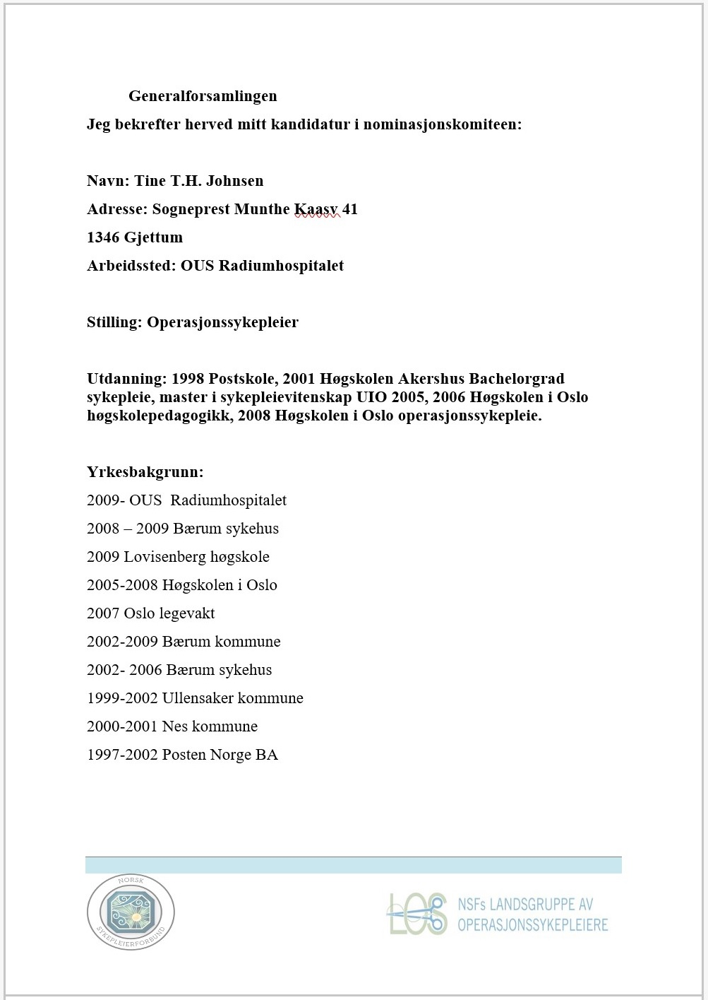 Generalforsamlingen
Jeg bekrefter herved mitt kandidatur i nominasjonskomiteen:
Navn: Tine T.H. Johnsen
Adresse: Sogneprest Munthe Kaasv 41
1346 Gjettum
Arbeidssted: OUS Radiumhospitalet
Stilling: Operasjonssykepleier
Utdanning: 1998 Postskole, 2001 Høgskolen Akershus Bachelorgrad
sykepleie, master i sykepleievitenskap UIO 2005, 2006 Høgskolen i Oslo
høgskolepedagogikk, 2008 Høgskolen i Oslo operasjonssykepleie.
Yrkesbakgrunn:
2009- OUS  Radiumhospitalet
2008 – 2009 Bærum sykehus
2009 Lovisenberg høgskole
2005-2008 Høgskolen i Oslo
2007 Oslo legevakt
2002-2009 Bærum kommune
2002- 2006 Bærum sykehus
1999-2002 Ullensaker kommune
2000-2001 Nes kommune
1997-2002 Posten Norge BA
NORSK
SYKEPLEIERFORBUND
LOS
NSFs LANDSGRUPPE AV
OPERASJONSSYKEPLEIERE